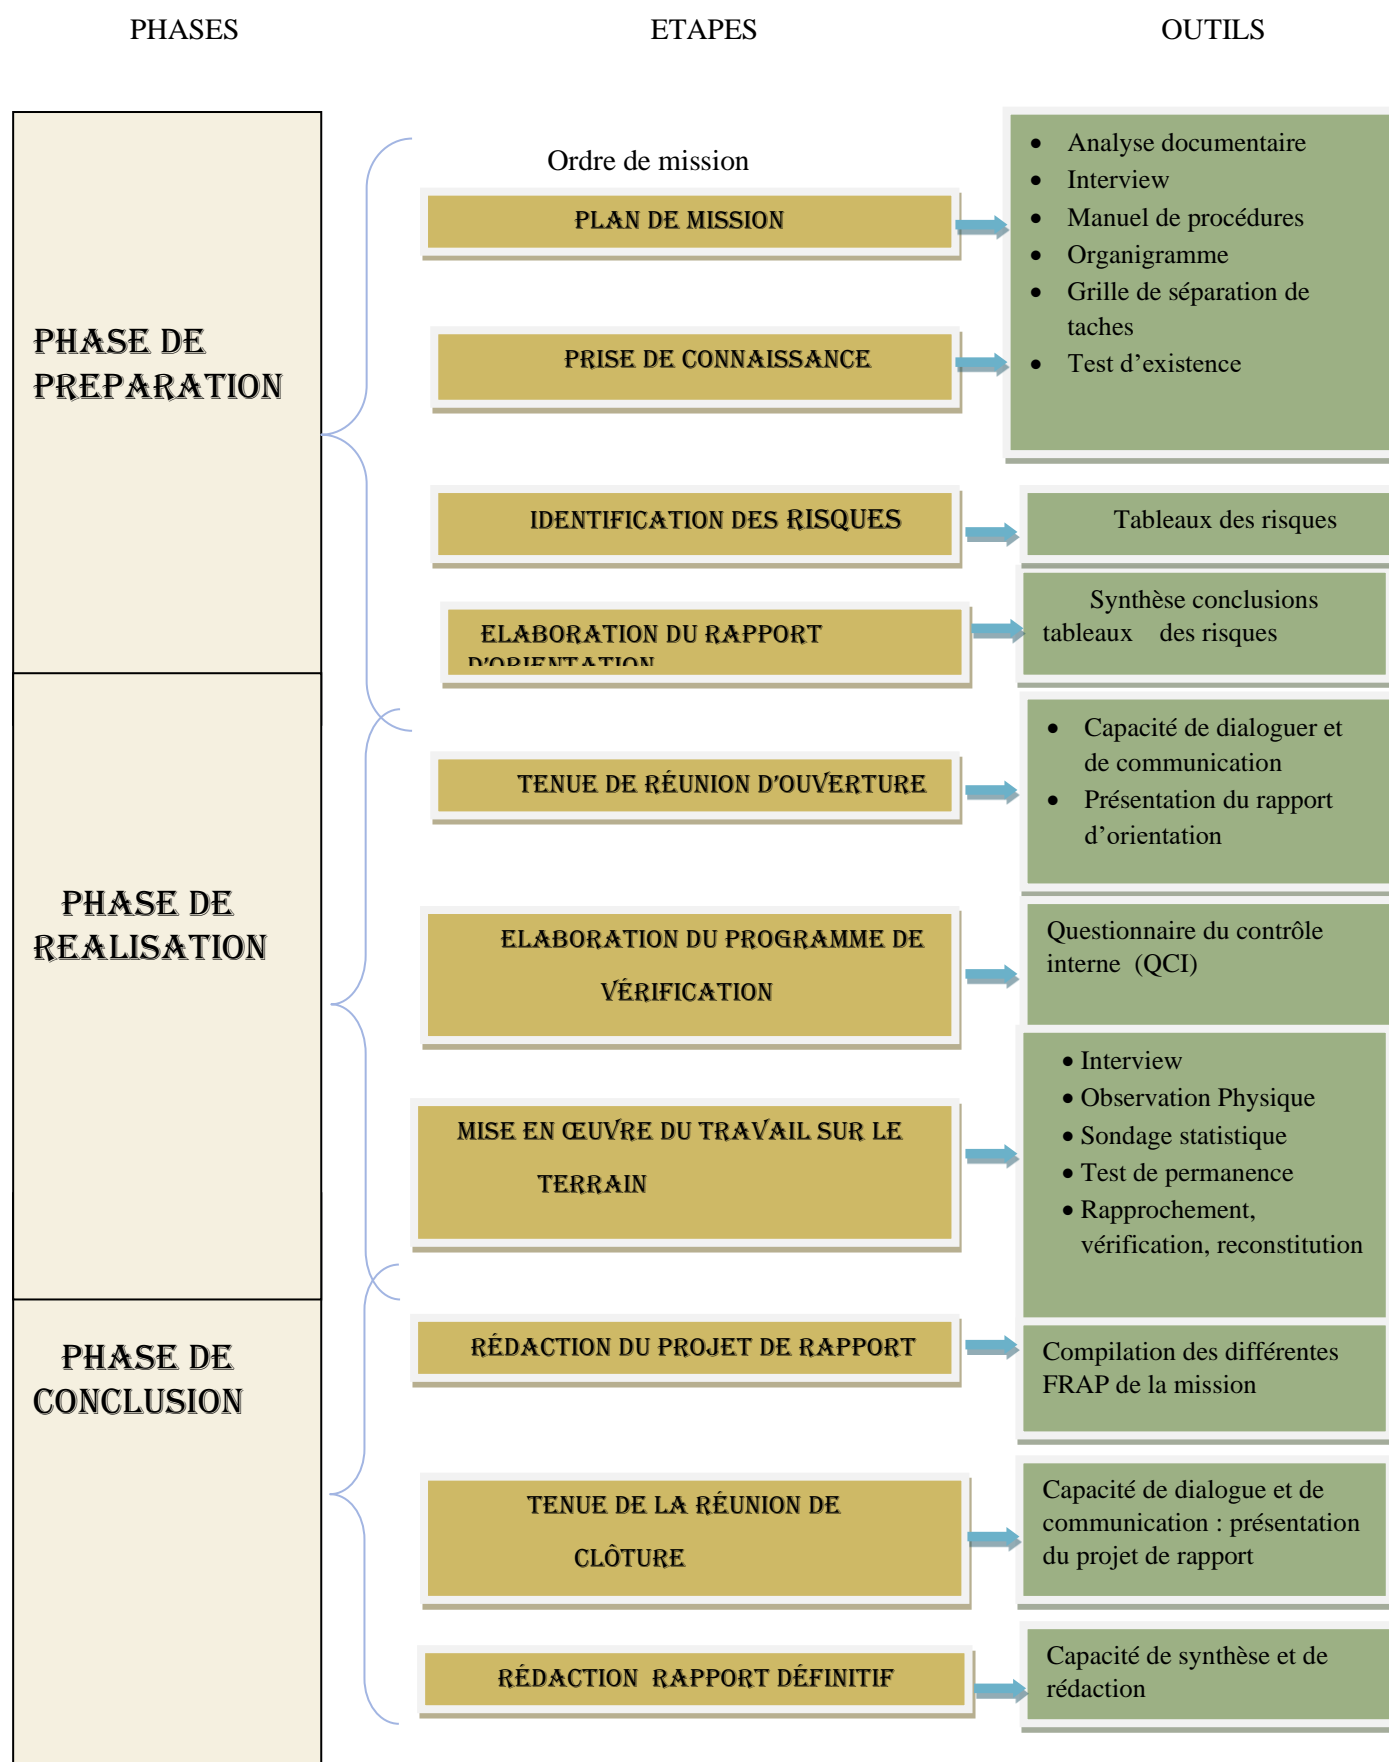 PHASES ETAPES OUTILS
Ordre de mission
PHASE DE
PREPARATION
PLAN DE MISSION
PRISE DE CONNAISSANCE
• Analyse documentaire
• Interview
• Manuel de procédures
• Organigramme
• Grille de séparation de
taches
• Test d’existence
IDENTIFICATION DES RISQUES
Tableaux des risques
ELABORATION DU RAPPORT
D’ORIENTATION
Synthèse conclusions
tableaux des risques
PHASE DE
REALISATION
TENUE DE RÉUNION D’OUVERTURE
• Capacité de dialoguer et
de communication
• Présentation du rapport
d’orientation
ELABORATION DU PROGRAMME DE
VÉRIFICATION
Questionnaire du contrôle
interne (QCI)
MISE EN ŒUVRE DU TRAVAIL SUR LE
TERRAIN
• Interview
• Observation Physique
• Sondage statistique
• Test de permanence
• Rapprochement,
vérification, reconstitution
PHASE DE
CONCLUSION
RÉDACTION DU PROJET DE RAPPORT
Compilation des différentes
FRAP de la mission
TENUE DE LA RÉUNION DE
CLÔTURE
Capacité de dialogue et de
communication : présentation
du projet de rapport
RÉDACTION RAPPORT DÉFINITIF
Capacité de synthèse et de
rédaction